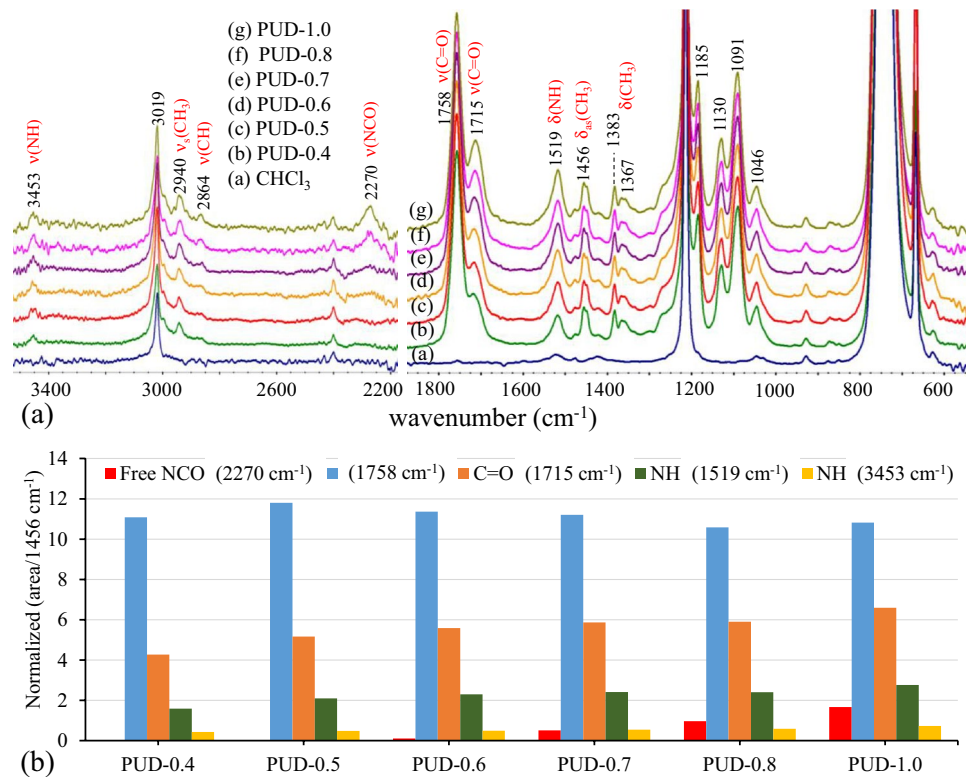 (g) PUD-1.0
(f) PUD-0.8
(e) PUD-0.7
(d) PUD-0.6
(c) PUD-0.5
(b) PUD-0.4
(a) CHCl₃
3453 ν(NH)
3019
2940 νₛ(CH₃)
2864 ν(CH)
2270 ν(NCO)
1758 ν(C=O)
1715 ν(C=O)
1519 δ(NH)
1456 δₐₛ(CH₃)
1383 δ(CH₃)
1367
1185
1130
1091
1046
(g)
(f)
(e)
(d)
(c)
(b)
(a)
3400 3000 2600 2200 1800 1600 1400 1200 1000 800 600
(a)
wavenumber (cm⁻¹)
Normalized (area/1456 cm⁻¹)
Free NCO (2270 cm⁻¹) (1758 cm⁻¹) C=O (1715 cm⁻¹) NH (1519 cm⁻¹) NH (3453 cm⁻¹)
14
12
10
8
6
4
2
0
PUD-0.4 PUD-0.5 PUD-0.6 PUD-0.7 PUD-0.8 PUD-1.0
(b)